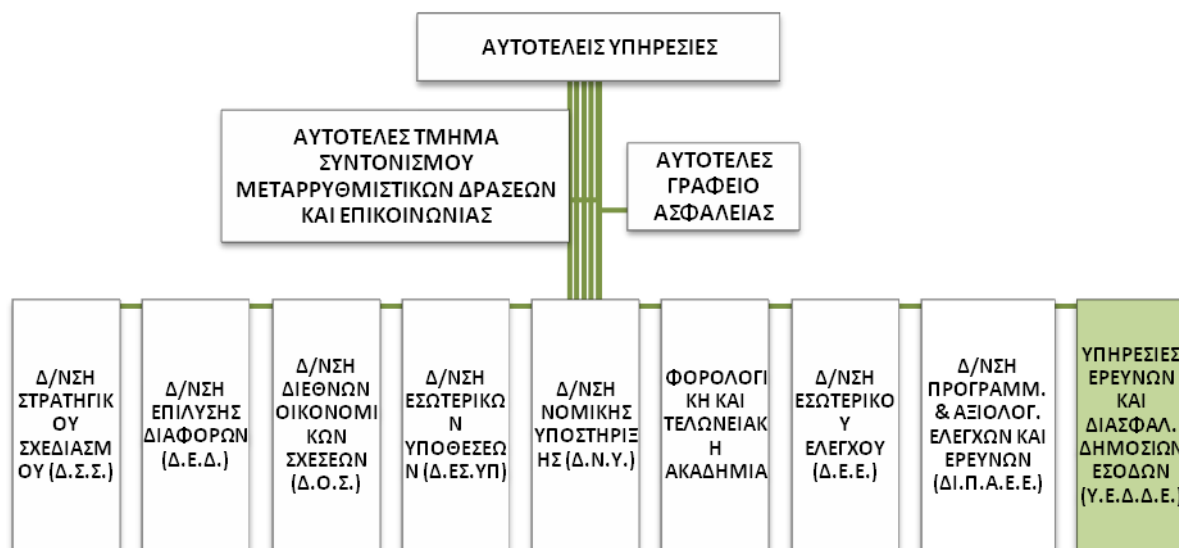 ΑΥΤΟΤΕΛΕΙΣ ΥΠΗΡΕΣΙΕΣ
ΑΥΤΟΤΕΛΕΣ ΤΜΗΜΑ
ΣΥΝΤΟΝΙΣΜΟΥ
ΜΕΤΑΡΡΥΘΜΙΣΤΙΚΩΝ ΔΡΑΣΕΩΝ
ΚΑΙ ΕΠΙΚΟΙΝΩΝΙΑΣ
ΑΥΤΟΤΕΛΕΣ
ΓΡΑΦΕΙΟ
ΑΣΦΑΛΕΙΑΣ
Δ/ΝΣΗ
ΣΤΡΑΤΗΓΙΚ
ΟΥ
ΣΧΕΔΙΑΣΜ
ΟΥ (Δ.Σ.Σ.)
Δ/ΝΣΗ
ΕΠΙΛΥΣΗΣ
ΔΙΑΦΟΡΩΝ
(Δ.Ε.Δ.)
Δ/ΝΣΗ
ΔΙΕΘΝΩΝ
ΟΙΚΟΝΟΜΙ
ΚΩΝ
ΣΧΕΣΕΩΝ
(Δ.Ο.Σ.)
Δ/ΝΣΗ
ΕΣΩΤΕΡΙΚΩ
Ν
ΥΠΟΘΕΣΕΩ
Ν (Δ.ΕΣ.ΥΠ)
Δ/ΝΣΗ
ΝΟΜΙΚΗΣ
ΥΠΟΣΤΗΡΙΞ
ΗΣ (Δ.Ν.Υ.)
ΦΟΡΟΛΟΓΙ
ΚΗ ΚΑΙ
ΤΕΛΩΝΕΙΑΚ
Η
ΑΚΑΔΗΜΙΑ
Δ/ΝΣΗ
ΕΣΩΤΕΡΙΚΟ
Υ
ΕΛΕΓΧΟΥ
(Δ.Ε.Ε.)
Δ/ΝΣΗ
ΠΡΟΓΡΑΜΜ.
& ΑΞΙΟΛΟΓ.
ΕΛΕΓΧΩΝ ΚΑΙ
ΕΡΕΥΝΩΝ
(ΔΙ.Π.Α.Ε.Ε.)
ΥΠΗΡΕΣΙΕΣ
ΕΡΕΥΝΩΝ
ΚΑΙ
ΔΙΑΣΦΑΛ.
ΔΗΜΟΣΙΩΝ
ΕΣΟΔΩΝ
(Υ.Ε.Δ.Δ.Ε.)